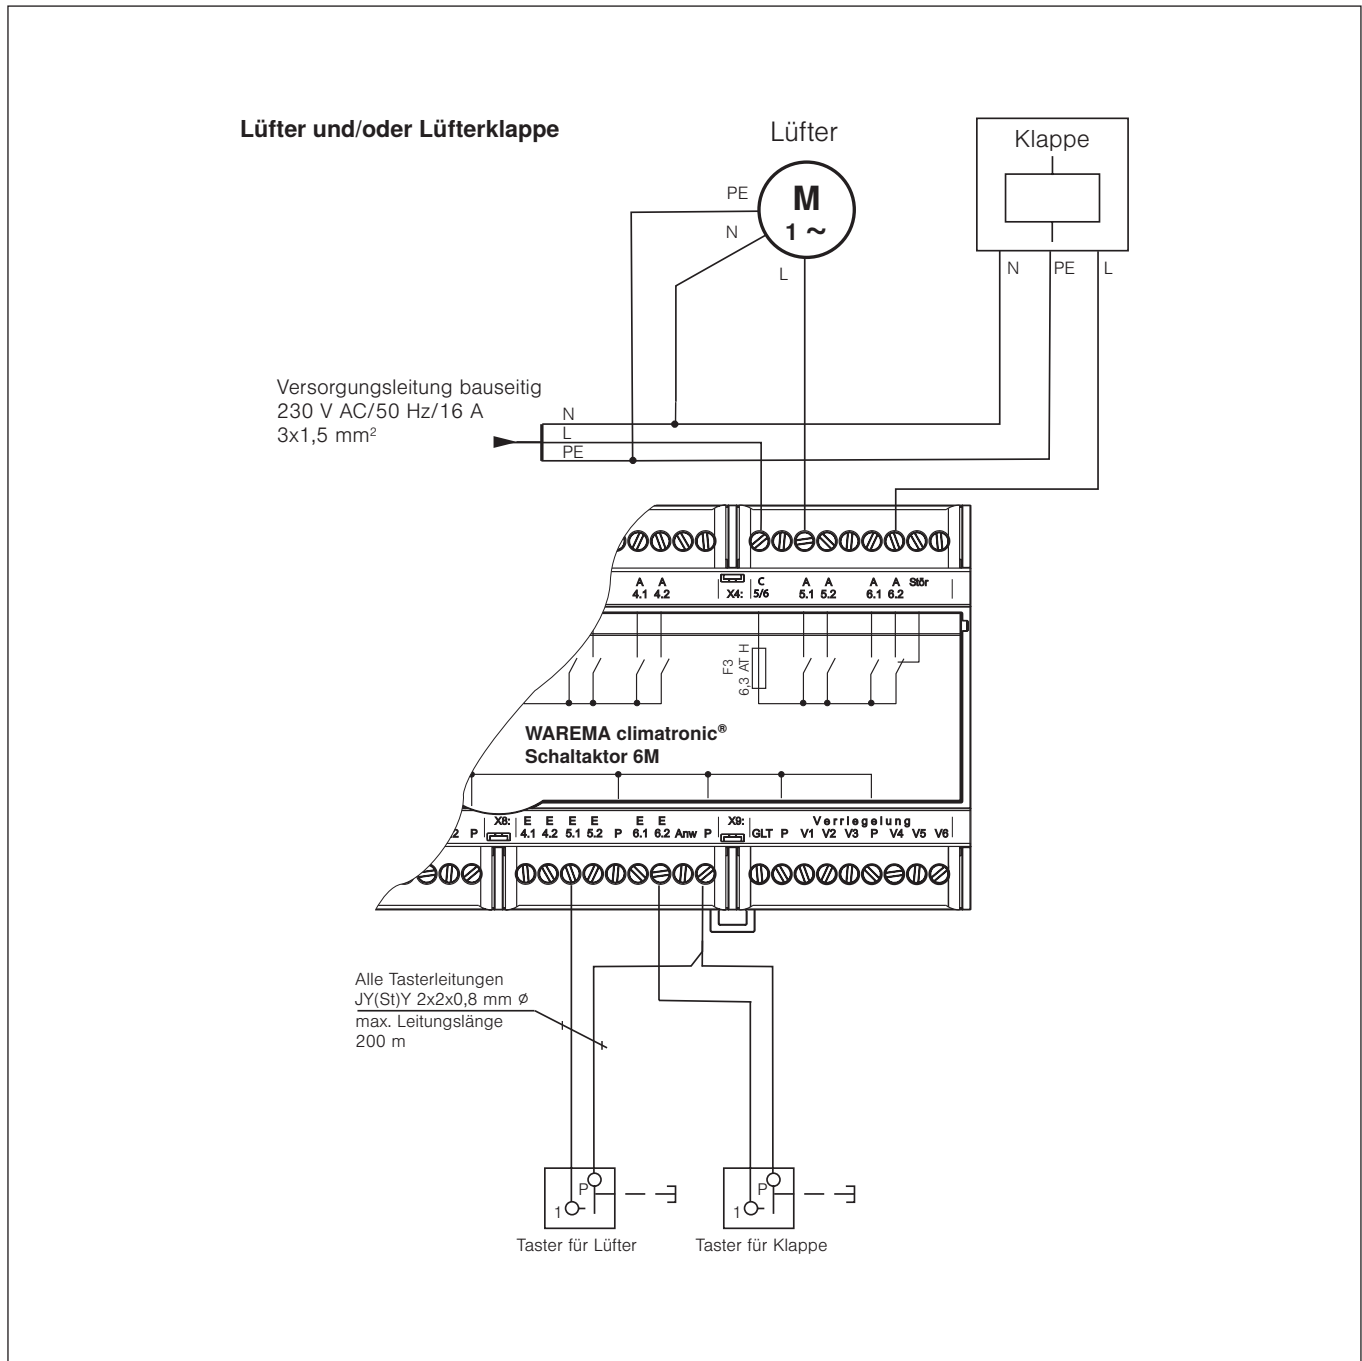 Lüfter und/oder Lüfterklappe
Lüfter
Klappe
PE
M
1 ~
N
L
N
PE
L
Versorgungsleitung bauseitig
230 V AC/50 Hz/16 A
3x1,5 mm²
N
L
PE
A A X4: C A A A A Stör
4.1 4.2 5/6 5.1 5.2 6.1 6.2
F3
6,3 AT H
WAREMA climatronic®
Schaltaktor 6M
X8: E E E E E E X9: Verriegelung
.2 P 4.1 4.2 5.1 5.2 P 6.1 6.2 Anw P GLT P V1 V2 V3 P V4 V5 V6
Alle Tasterleitungen
JY(St)Y 2x2x0,8 mm ø
max. Leitungslänge
200 m
P
1
P
1
Taster für Lüfter
Taster für Klappe